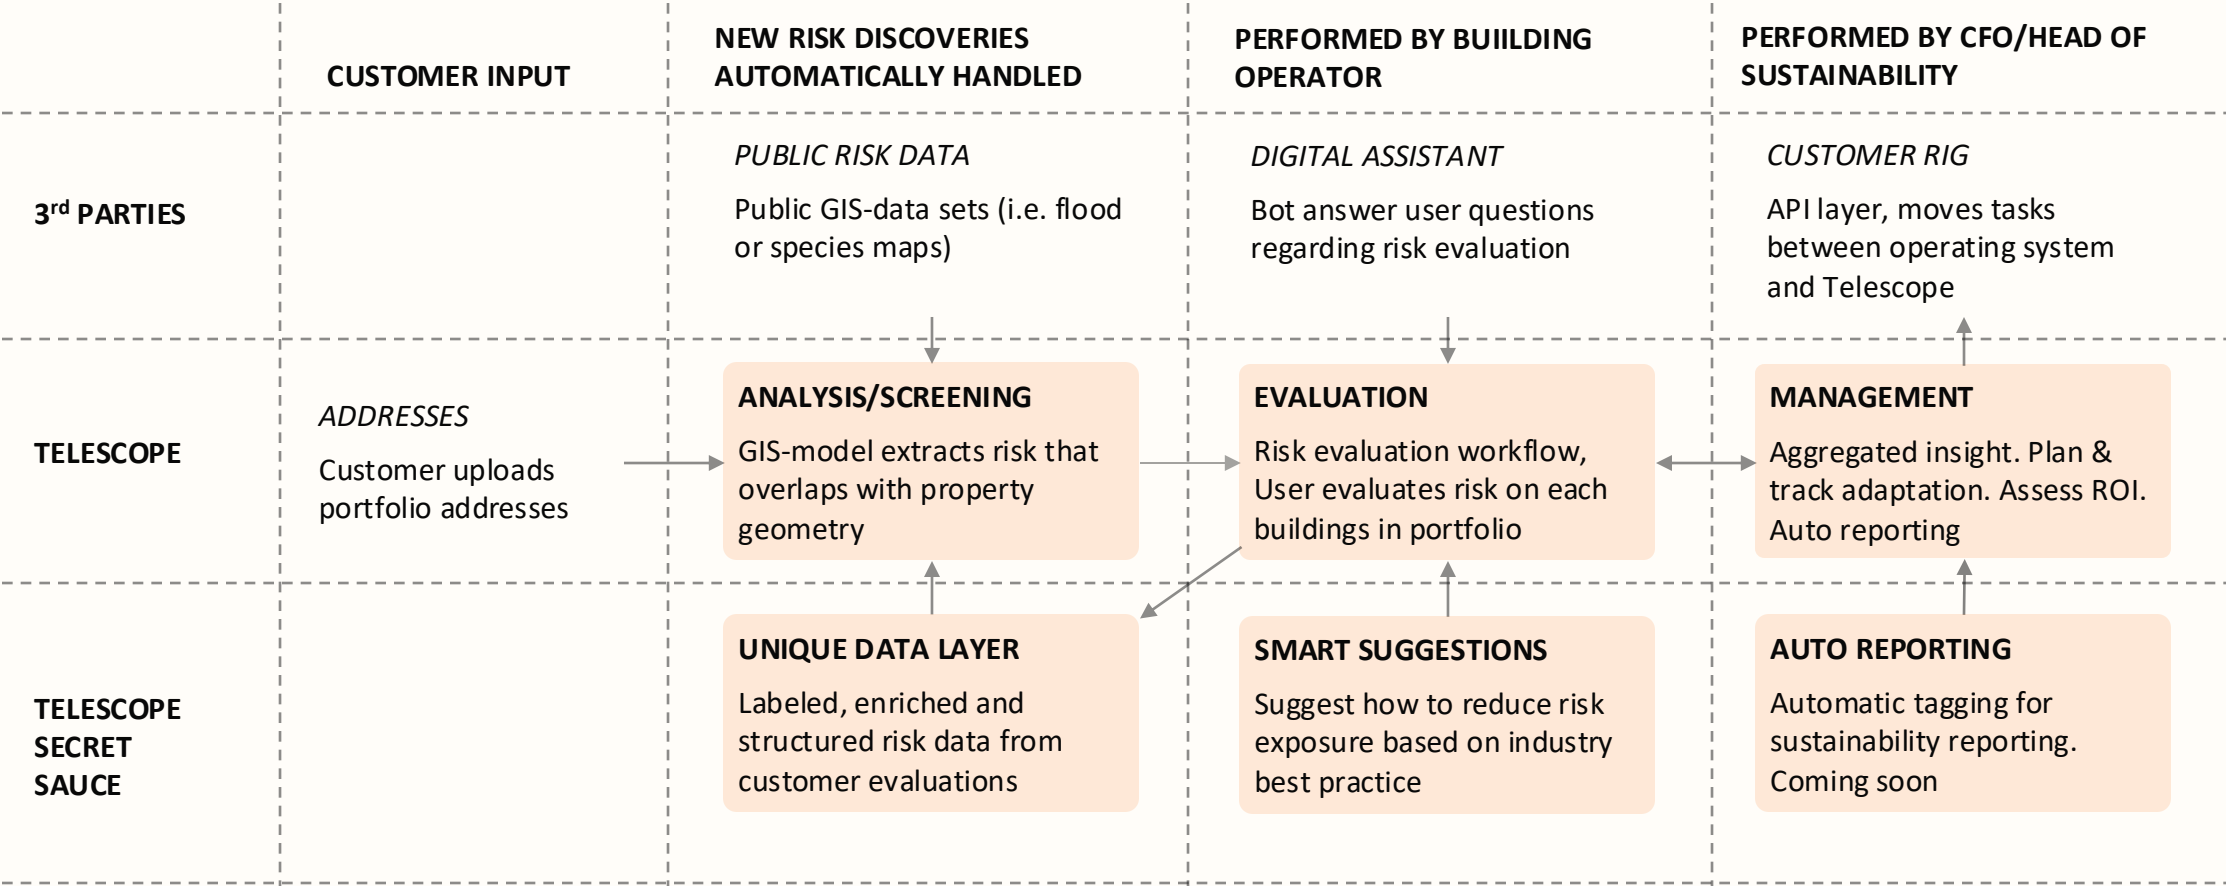 CUSTOMER INPUT
NEW RISK DISCOVERIES
AUTOMATICALLY HANDLED
PERFORMED BY BUIILDING
OPERATOR
PERFORMED BY CFO/HEAD OF
SUSTAINABILITY
3rd PARTIES
PUBLIC RISK DATA
Public GIS-data sets (i.e. flood
or species maps)
DIGITAL ASSISTANT
Bot answer user questions
regarding risk evaluation
CUSTOMER RIG
API layer, moves tasks
between operating system
and Telescope
TELESCOPE
ADDRESSES
Customer uploads
portfolio addresses
ANALYSIS/SCREENING
GIS-model extracts risk that
overlaps with property
geometry
EVALUATION
Risk evaluation workflow,
User evaluates risk on each
buildings in portfolio
MANAGEMENT
Aggregated insight. Plan &
track adaptation. Assess ROI.
Auto reporting
TELESCOPE
SECRET
SAUCE
UNIQUE DATA LAYER
Labeled, enriched and
structured risk data from
customer evaluations
SMART SUGGESTIONS
Suggest how to reduce risk
exposure based on industry
best practice
AUTO REPORTING
Automatic tagging for
sustainability reporting.
Coming soon